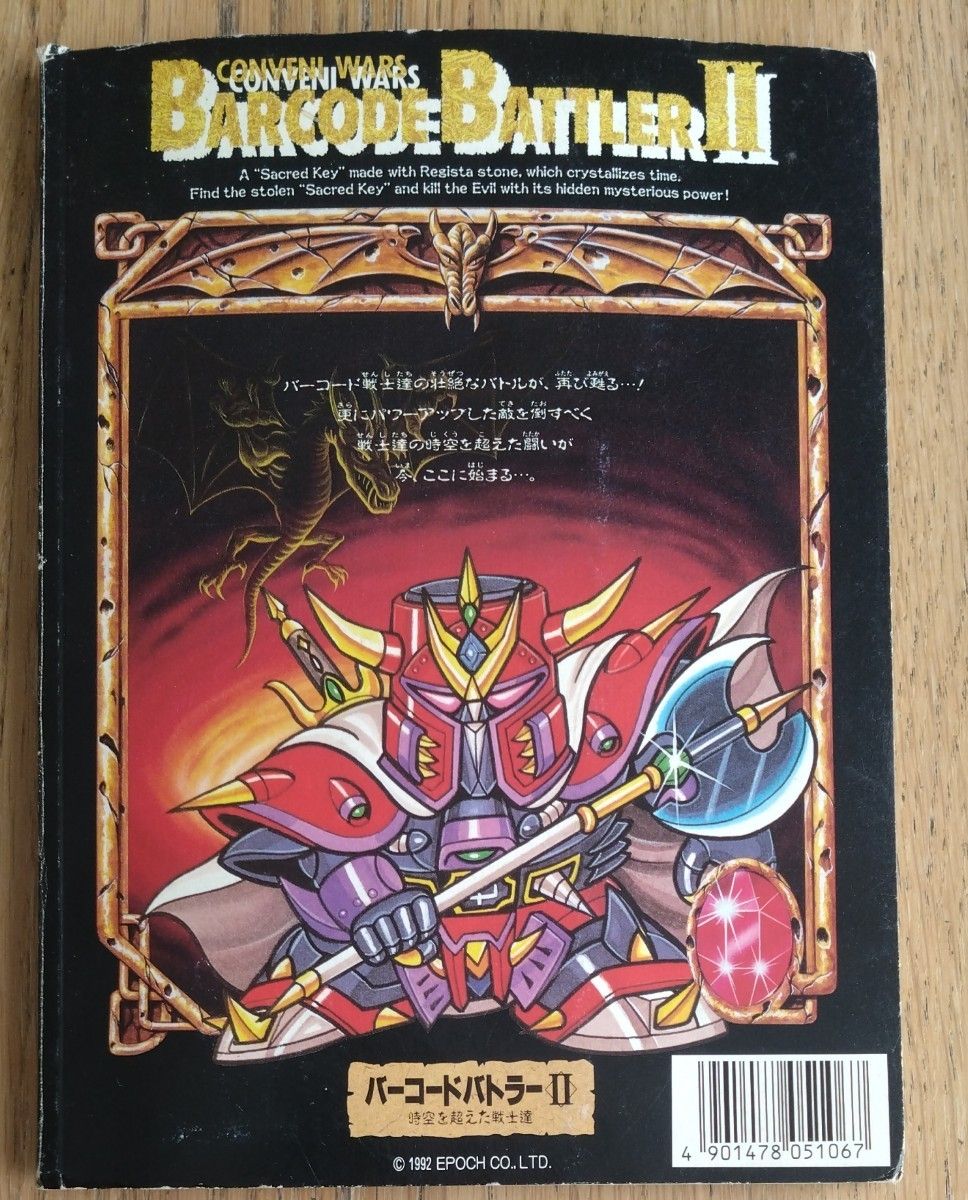 CONVENI WARS
BARCODE BATTLER II
A "Sacred Key" made with Regista stone, which crystallizes time.
Find the stolen "Sacred Key" and kill the Evil with its hidden mysterious power!
バーコード戦士達の壮絶なバトルが、再び甦る…!
更にパワーアップした敵を倒すべく
戦士達の時空を超えた闘いが
今、ここに始まる…。
バーコードバトラーII
時空を超えた戦士達
© 1992 EPOCH CO., LTD.
4 901478 051067